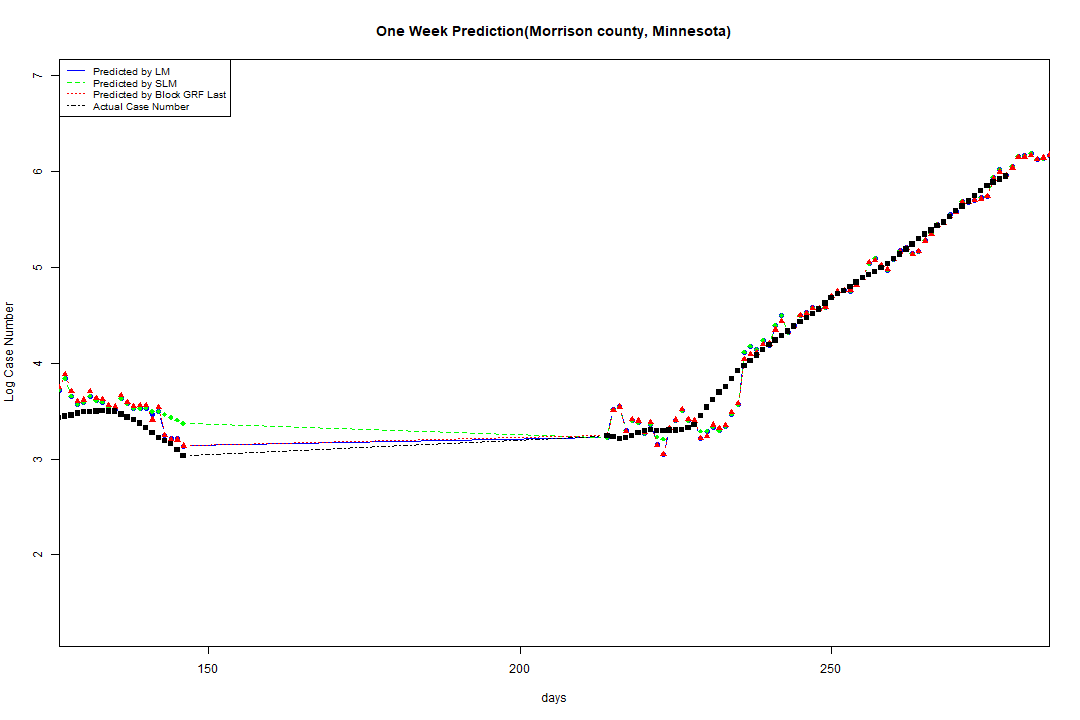 One Week Prediction(Morrison county, Minnesota)
Predicted by LM
Predicted by SLM
Predicted by Block GRF Last
Actual Case Number
7
6
5
4
3
2
Log Case Number
150 200 250
days